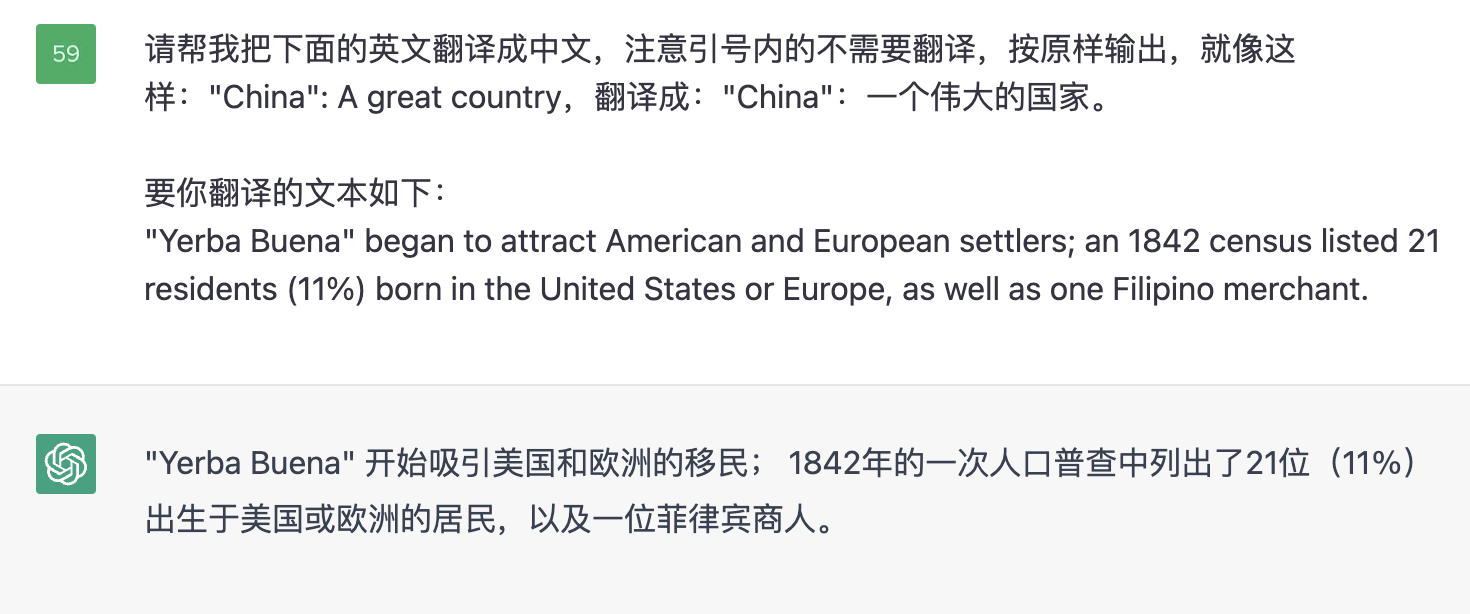 59
请帮我把下面的英文翻译成中文，注意引号内的不需要翻译，按原样输出，就像这
样："China": A great country，翻译成："China"：一个伟大的国家。
要你翻译的文本如下：
"Yerba Buena" began to attract American and European settlers; an 1842 census listed 21
residents (11%) born in the United States or Europe, as well as one Filipino merchant.
"Yerba Buena" 开始吸引美国和欧洲的移民； 1842年的一次人口普查中列出了21位（11%）
出生于美国或欧洲的居民，以及一位菲律宾商人。